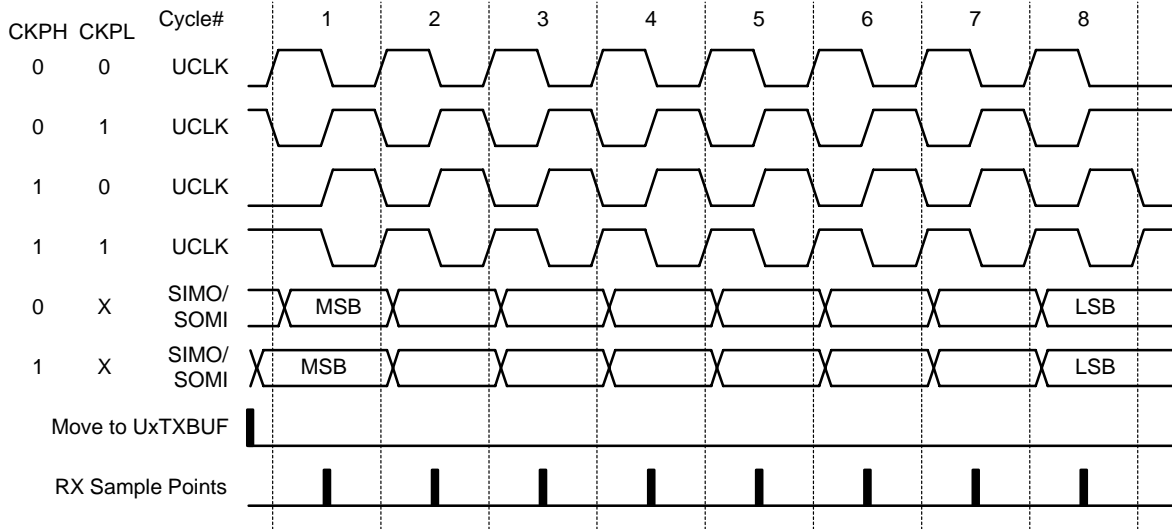 CKPH CKPL Cycle# 1 2 3 4 5 6 7 8
0 0 UCLK
0 1 UCLK
1 0 UCLK
1 1 UCLK
0 X SIMO/
SOMI MSB LSB
1 X SIMO/
SOMI MSB LSB
Move to UxTXBUF
RX Sample Points